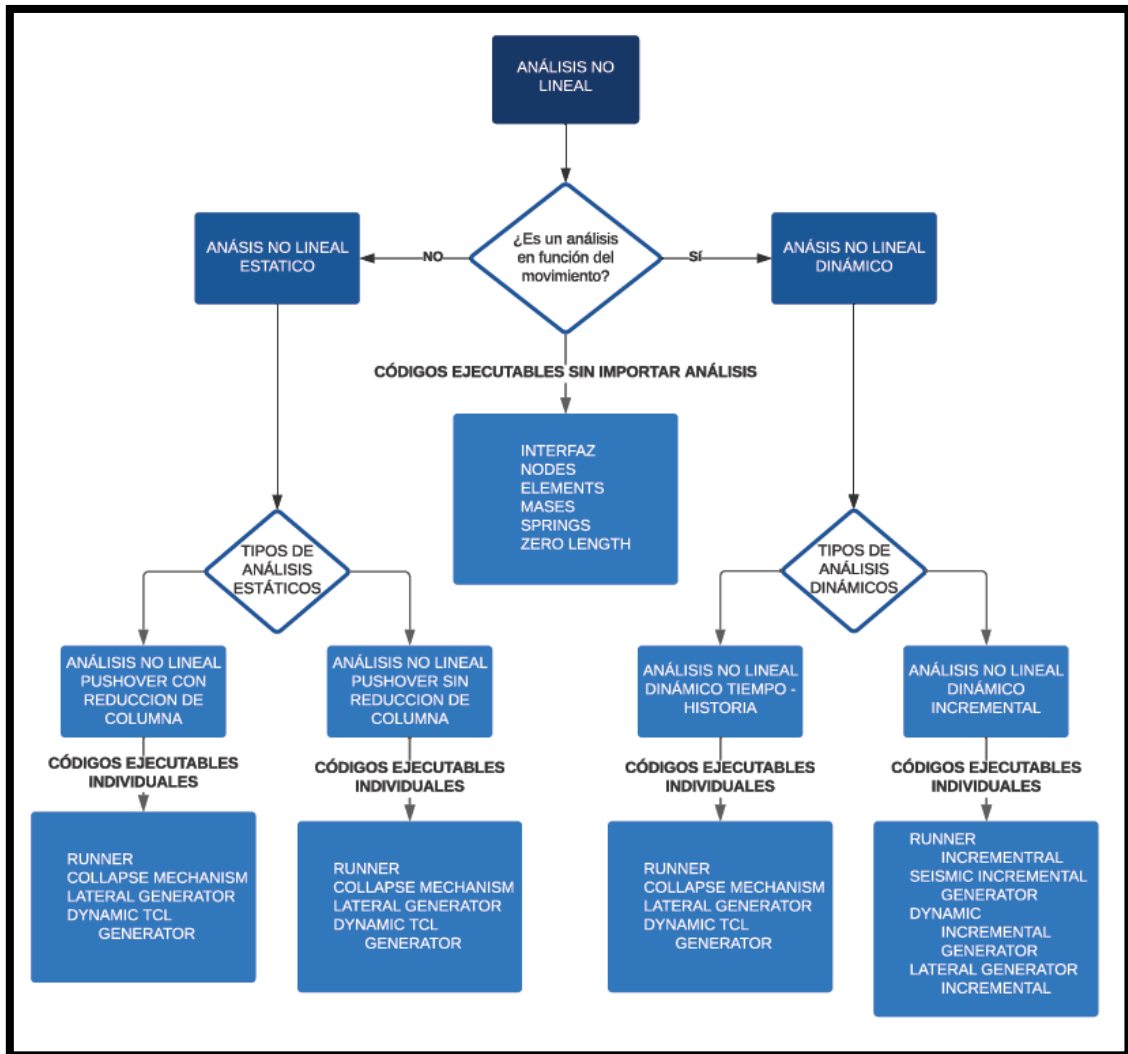 ANÁLISIS NO
LINEAL
¿Es un análisis
en función del
movimiento?
NO
SÍ
ANÁSIS NO LINEAL
ESTATICO
ANÁSIS NO LINEAL
DINÁMICO
CÓDIGOS EJECUTABLES SIN IMPORTAR ANÁLISIS
INTERFAZ
NODES
ELEMENTS
MASES
SPRINGS
ZERO LENGTH
TIPOS DE
ANÁLISIS
ESTÁTICOS
TIPOS DE
ANÁLISIS
DINÁMICOS
ANÁLISIS NO LINEAL
PUSHOVER CON
REDUCCION DE
COLUMNA
ANÁLISIS NO LINEAL
PUSHOVER SIN
REDUCCION DE
COLUMNA
ANÁLISIS NO LINEAL
DINÁMICO TIEMPO -
HISTORIA
ANÁLISIS NO LINEAL
DINÁMICO
INCREMENTAL
CÓDIGOS EJECUTABLES
INDIVIDUALES
CÓDIGOS EJECUTABLES
INDIVIDUALES
CÓDIGOS EJECUTABLES
INDIVIDUALES
CÓDIGOS EJECUTABLES
INDIVIDUALES
RUNNER
COLLAPSE MECHANISM
LATERAL GENERATOR
DYNAMIC TCL
GENERATOR
RUNNER
COLLAPSE MECHANISM
LATERAL GENERATOR
DYNAMIC TCL
GENERATOR
RUNNER
COLLAPSE MECHANISM
LATERAL GENERATOR
DYNAMIC TCL
GENERATOR
RUNNER
INCREMENTRAL
SEISMIC INCREMENTAL
GENERATOR
DYNAMIC
INCREMENTAL
GENERATOR
LATERAL GENERATOR
INCREMENTAL